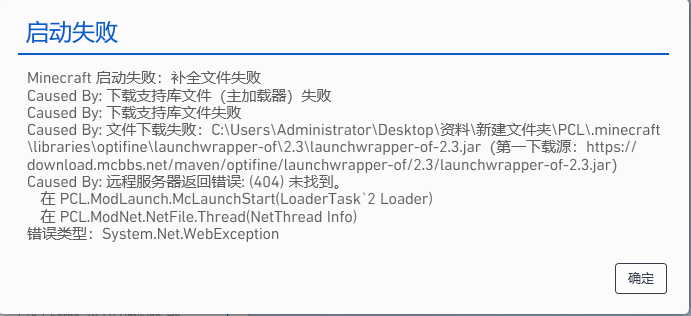 启动失败
Minecraft 启动失败：补全文件失败
Caused By: 下载支持库文件（主加载器）失败
Caused By: 下载支持库文件失败
Caused By: 文件下载失败：C:\Users\Administrator\Desktop\资料\新建文件夹\PCL\.minecraft
\libraries\optifine\launchwrapper-of\2.3\launchwrapper-of-2.3.jar（第一下载源：https://
download.mcbbs.net/maven/optifine/launchwrapper-of/2.3/launchwrapper-of-2.3.jar）
Caused By: 远程服务器返回错误: (404) 未找到。
在 PCL.ModLaunch.McLaunchStart(LoaderTask`2 Loader)
在 PCL.ModNet.NetFile.Thread(NetThread Info)
错误类型：System.Net.WebException
确定